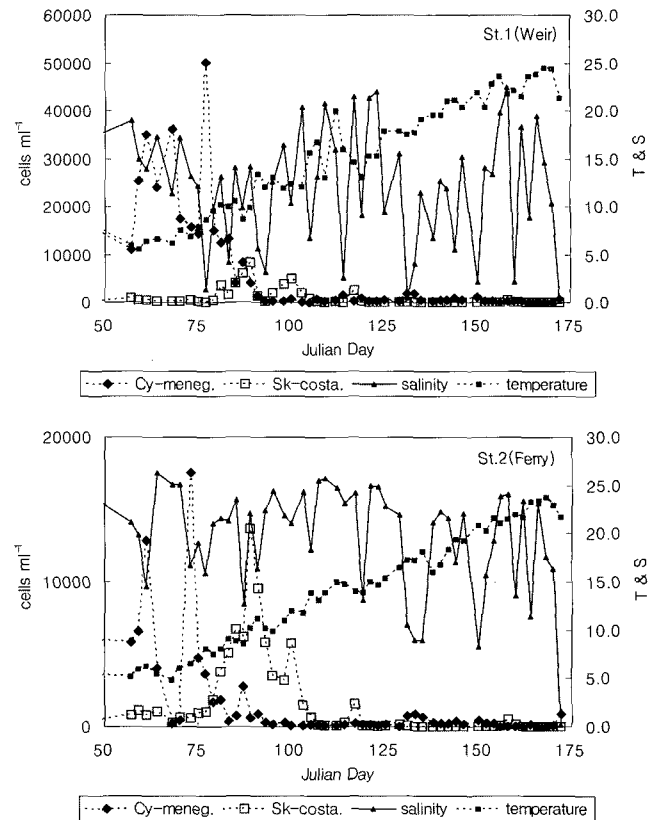 St.1(Weir)
60000
50000
40000
30000
20000
10000
0
cells ml⁻¹
30.0
25.0
20.0
15.0
10.0
5.0
0.0
T & S
50 75 100 125 150 175
Julian Day
Cy-meneg. Sk-costa. salinity temperature
St.2(Ferry)
20000
10000
0
cells ml⁻¹
30.0
25.0
20.0
15.0
10.0
5.0
0.0
T & S
50 75 100 125 150 175
Julian Day
Cy-meneg. Sk-costa. salinity temperature